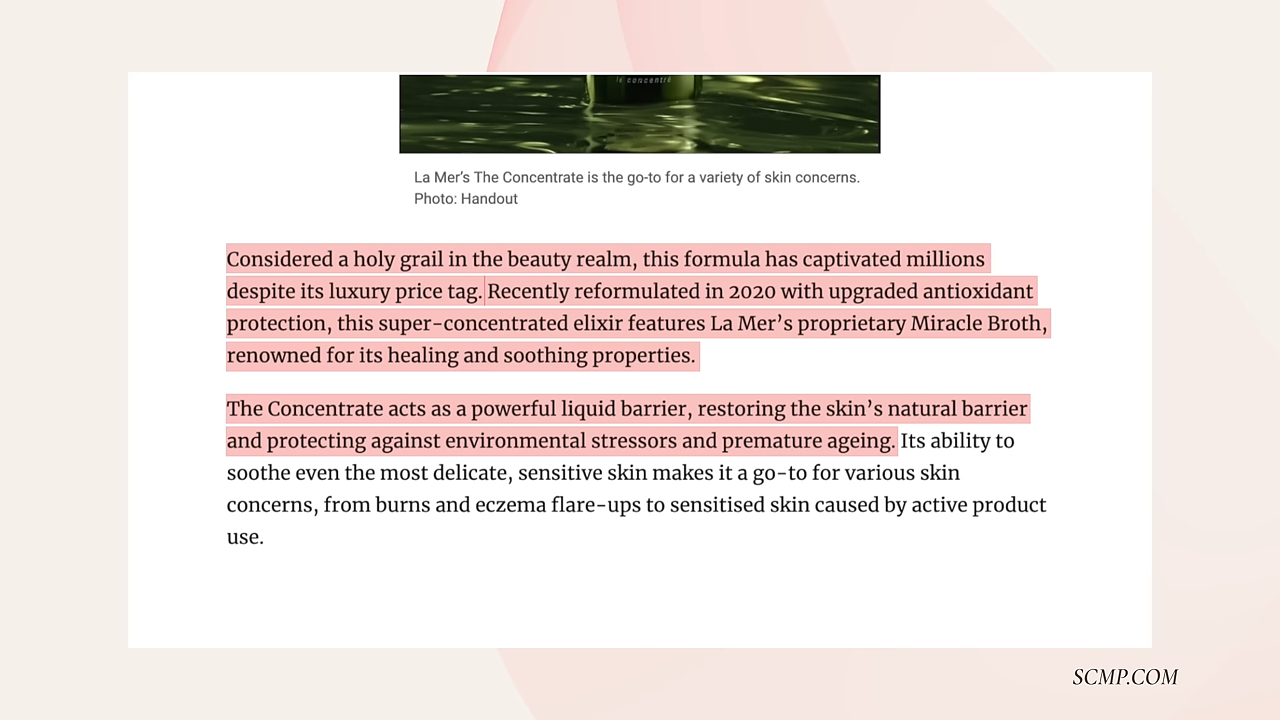 le concentré
La Mer’s The Concentrate is the go-to for a variety of skin concerns.
Photo: Handout
Considered a holy grail in the beauty realm, this formula has captivated millions
despite its luxury price tag. Recently reformulated in 2020 with upgraded antioxidant
protection, this super-concentrated elixir features La Mer’s proprietary Miracle Broth,
renowned for its healing and soothing properties.
The Concentrate acts as a powerful liquid barrier, restoring the skin’s natural barrier
and protecting against environmental stressors and premature ageing. Its ability to
soothe even the most delicate, sensitive skin makes it a go-to for various skin
concerns, from burns and eczema flare-ups to sensitised skin caused by active product
use.
SCMP.COM